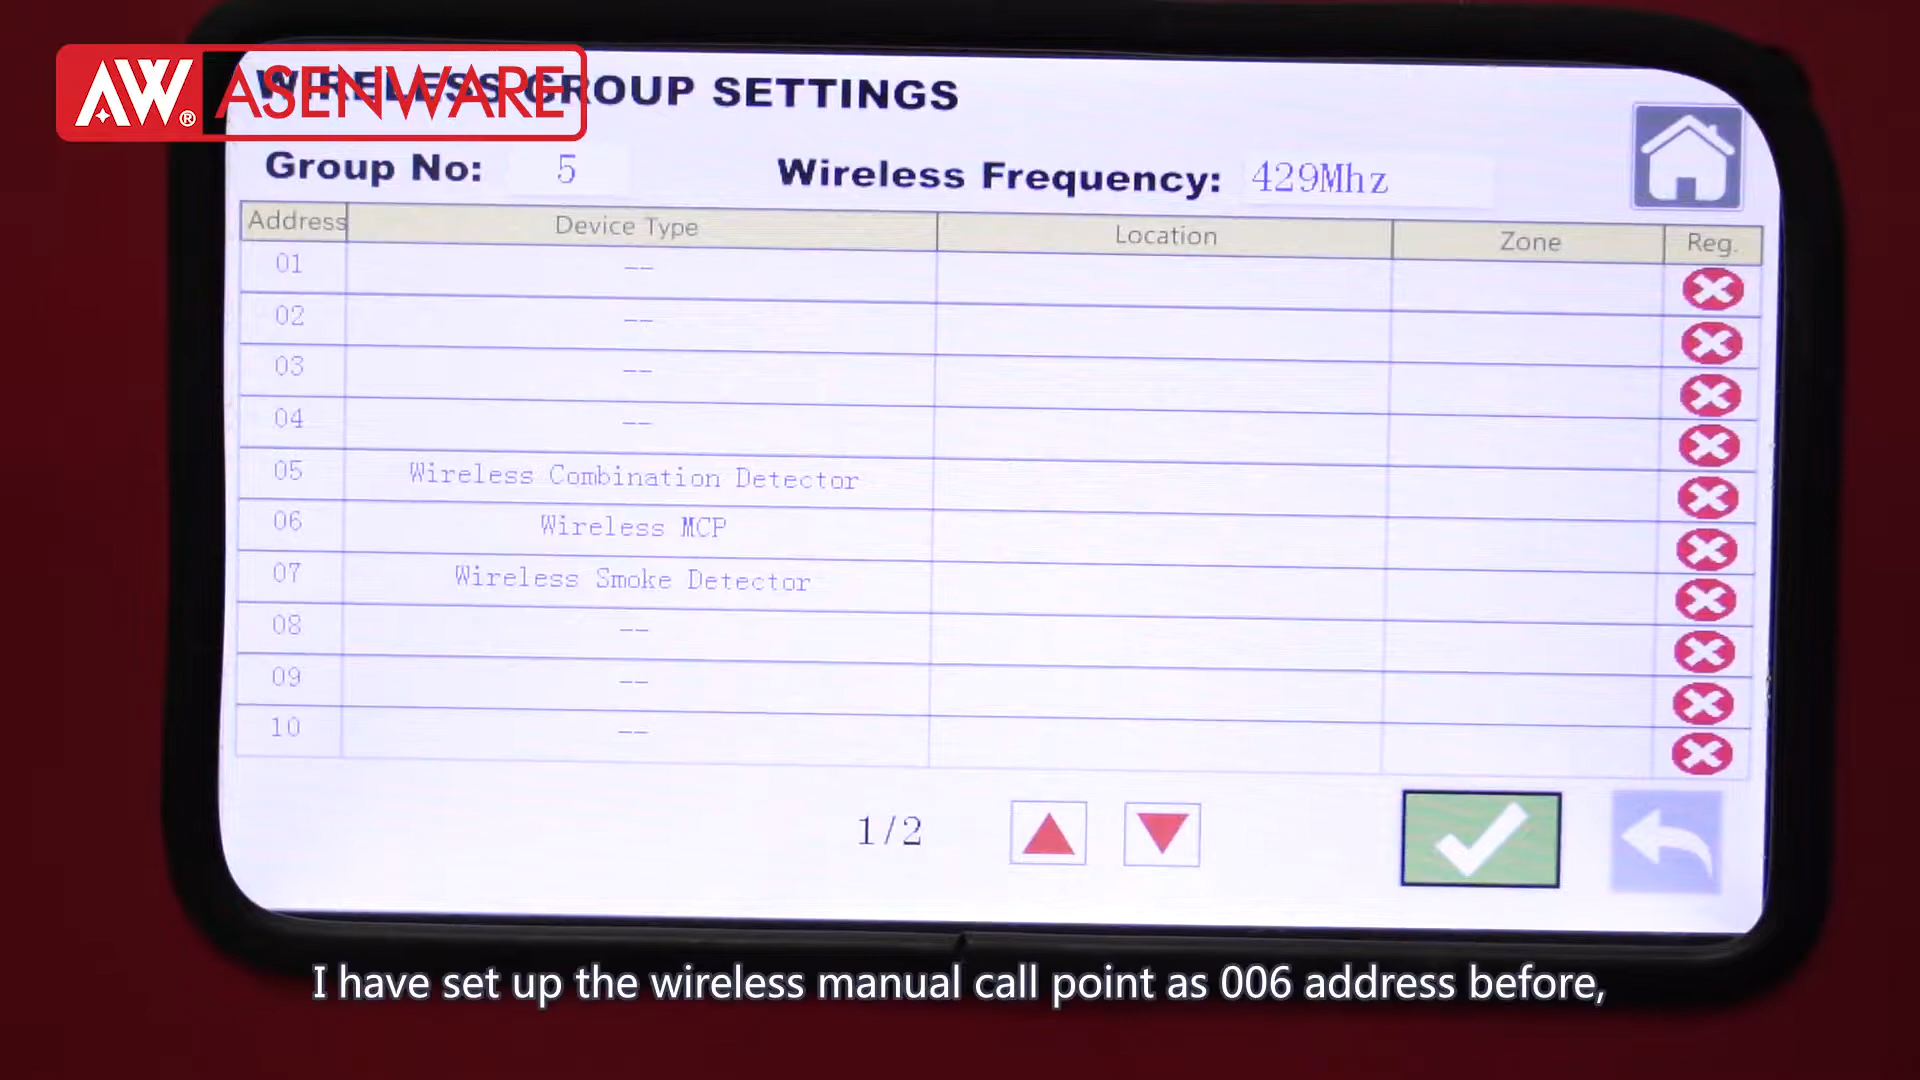 AW® ASENWARE
WIRELESS GROUP SETTINGS
Group No: 5 Wireless Frequency: 429Mhz
Address Device Type Location Zone Reg.
01 --
02 --
03 --
04 --
05 Wireless Combination Detector
06 Wireless MCP
07 Wireless Smoke Detector
08 --
09 --
10 --
1/2
I have set up the wireless manual call point as 006 address before,